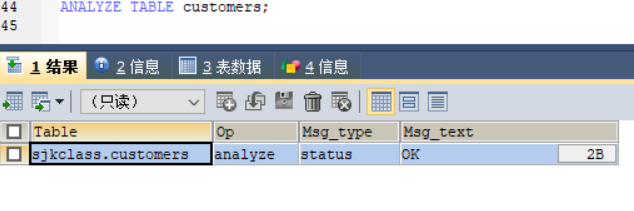 44 ANALYZE TABLE customers;
45
1 结果 2 信息 3 表数据 4 信息
（只读）
Table Op Msg_type Msg_text
sjkclass.customers analyze status OK 2B